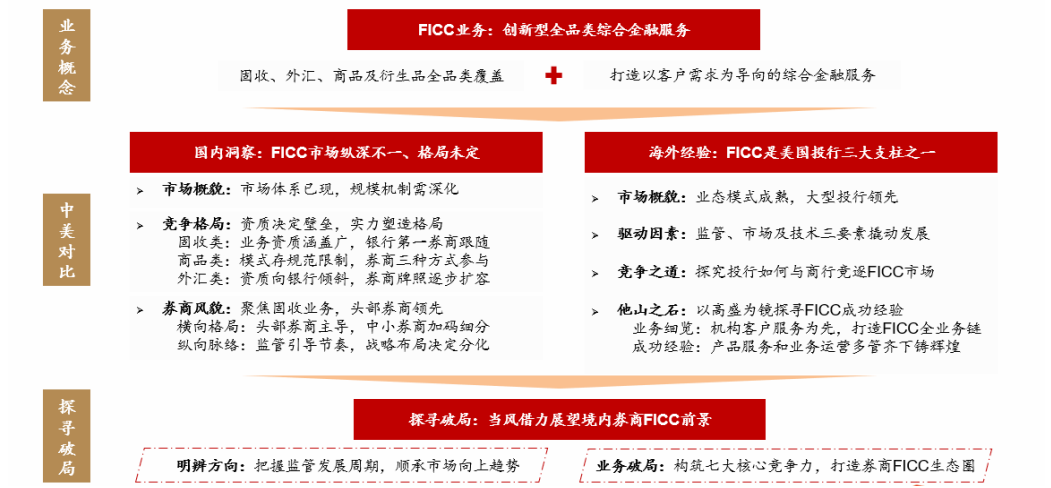 业务概念
FICC业务：创新型全品类综合金融服务
固收、外汇、商品及衍生品全品类覆盖
打造以客户需求为导向的综合金融服务
中美对比
国内洞察：FICC市场纵深不一、格局未定
市场概貌：市场体系已现，规模机制需深化
竞争格局：资质决定壁垒，实力塑造格局
固收类：业务资质涵盖广，银行第一券商跟随
商品类：模式存规范限制，券商三种方式参与
外汇类：资质向银行倾斜，券商牌照逐步扩容
券商风貌：聚焦固收业务，头部券商领先
横向格局：头部券商主导，中小券商加码细分
纵向脉络：监管引导节奏，战略布局决定分化
海外经验：FICC是美国投行三大支柱之一
市场概貌：业态模式成熟，大型投行领先
驱动因素：监管、市场及技术三要素撬动发展
竞争之道：探究投行如何与商行竞逐FICC市场
他山之石：以高盛为镜探寻FICC成功经验
业务细览：机构客户服务为先，打造FICC全业务链
成功经验：产品服务和业务运营多管齐下铸辉煌
探寻破局
探寻破局：当风借力展望境内券商FICC前景
明辨方向：把握监管发展周期，顺承市场向上趋势
业务破局：构筑七大核心竞争力，打造券商FICC生态圈